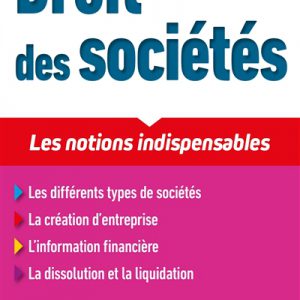 Droit
des sociétés
Les notions indispensables
Les différents types de sociétés
La création d'entreprise
L'information financière
La dissolution et la liquidation